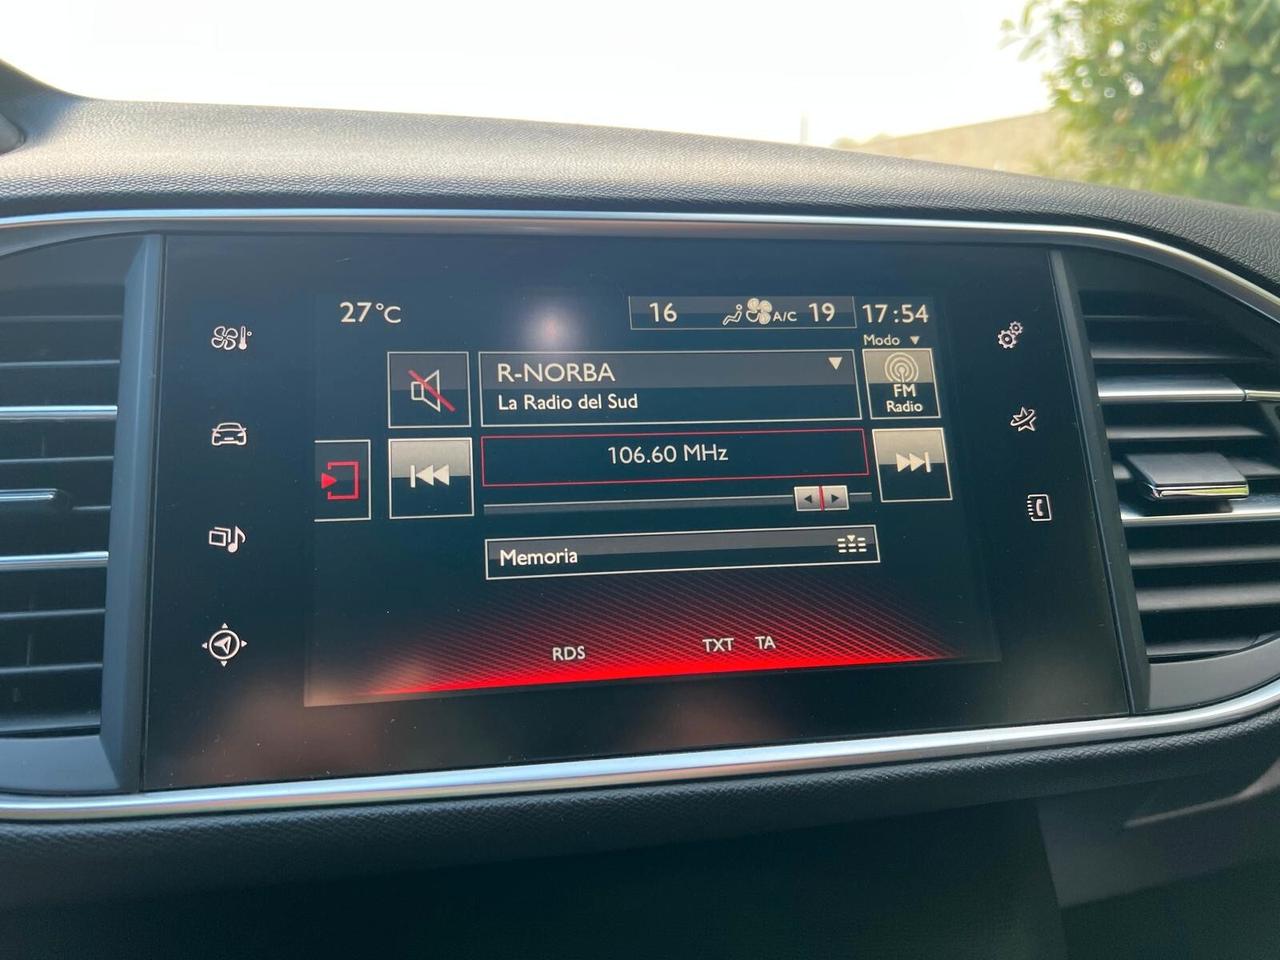 27°C
16 A/C 19 17:54
Modo
R-NORBA
La Radio del Sud
FM
Radio
106.60 MHz
Memoria
RDS TXT TA